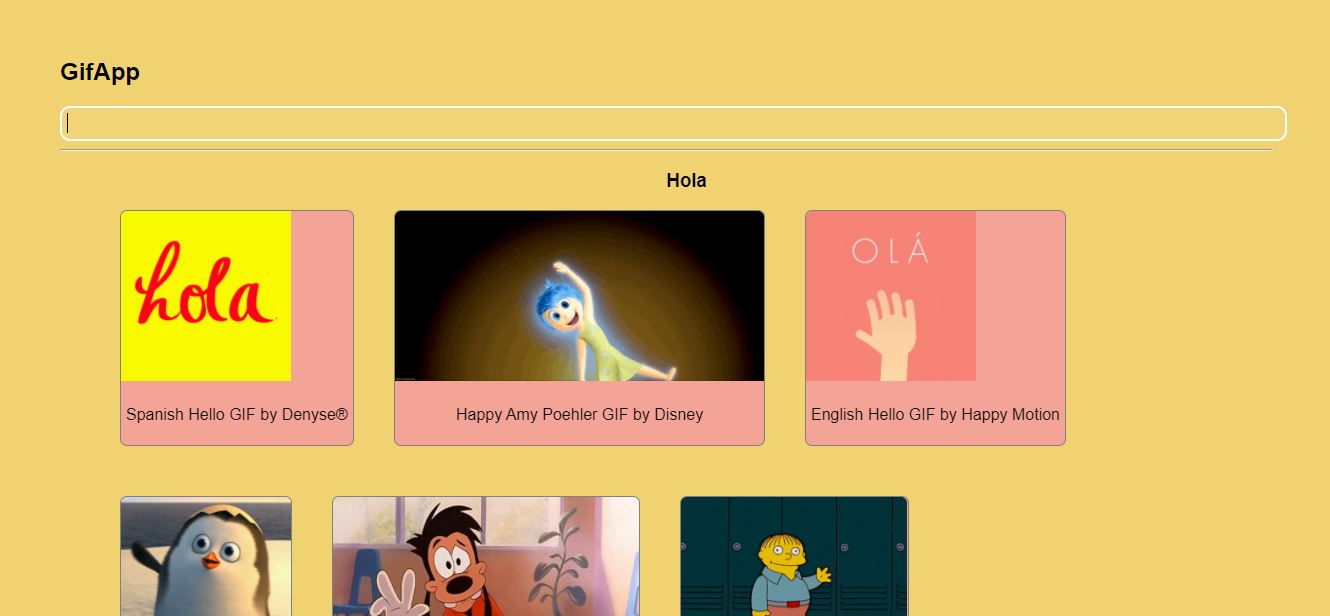 GifApp
Hola
hola
OLÁ
Spanish Hello GIF by Denyse®
Happy Amy Poehler GIF by Disney
English Hello GIF by Happy Motion